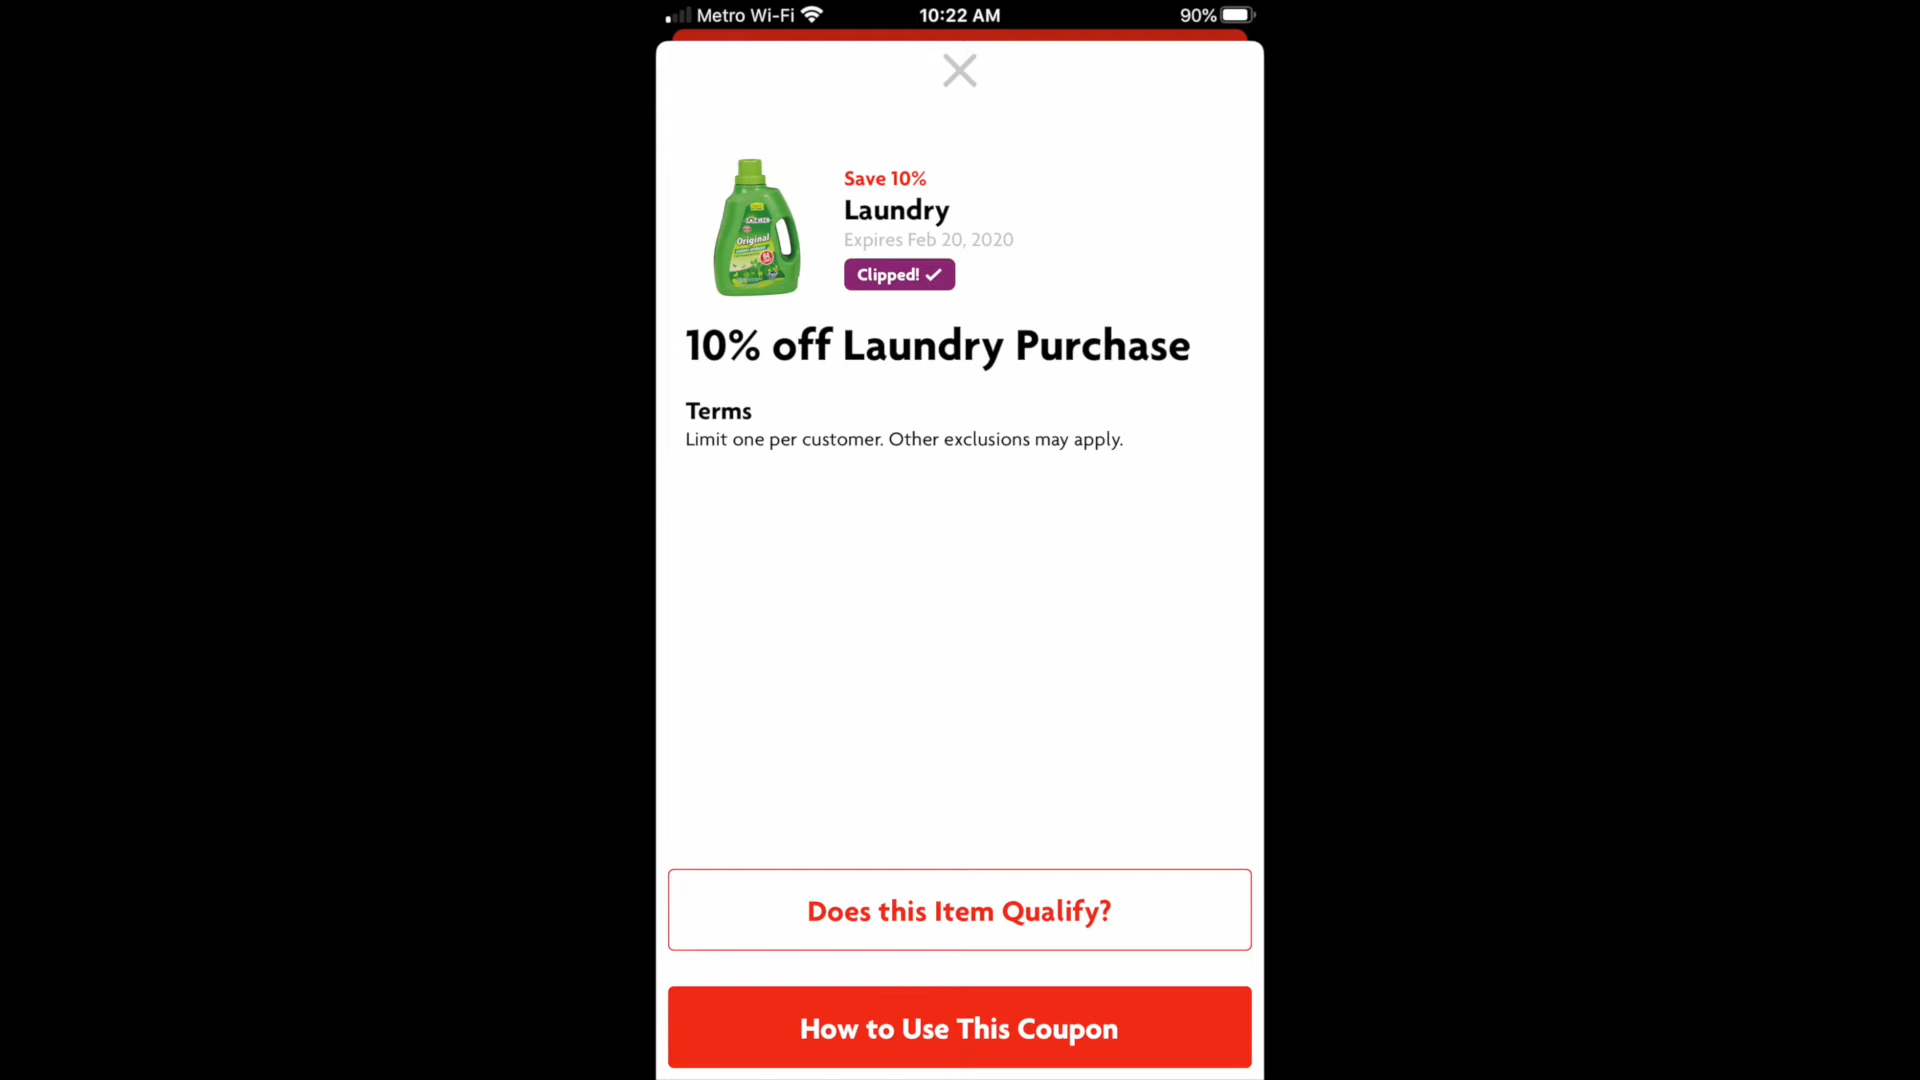 Metro Wi-Fi 10:22 AM 90%
Save 10%
Laundry
Expires Feb 20, 2020
Clipped!
Original
10% off Laundry Purchase
Terms
Limit one per customer. Other exclusions may apply.
Does this Item Qualify?
How to Use This Coupon